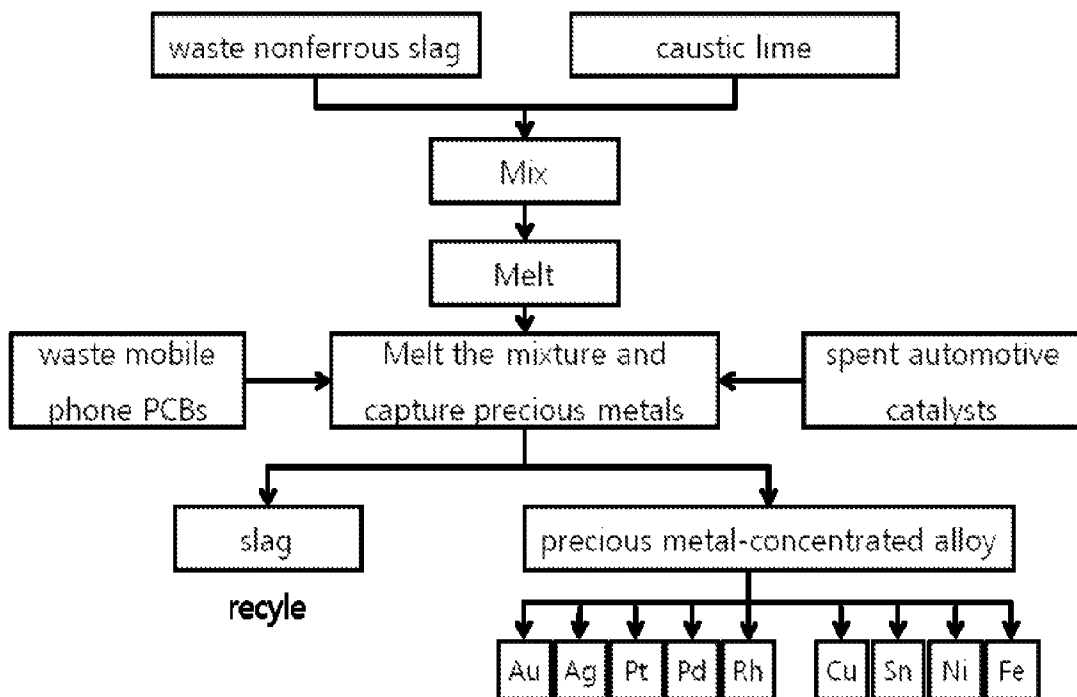 waste nonferrous slag
caustic lime
Mix
Melt
waste mobile
phone PCBs
Melt the mixture and
capture precious metals
spent automotive
catalysts
slag
precious metal-concentrated alloy
recyle
Au Ag Pt Pd Rh Cu Sn Ni Fe